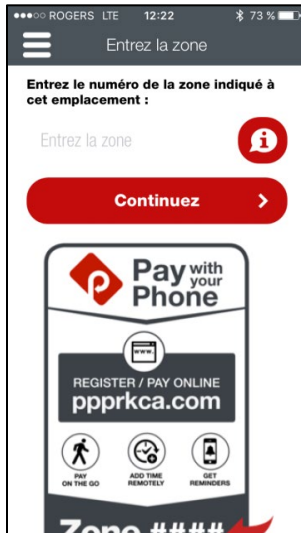 ROGERS LTE 12:22 73 %
Entrez la zone
Entrez le numéro de la zone indiqué à
cet emplacement :
Entrez la zone
Continuez
Pay with
your
Phone
www.
REGISTER / PAY ONLINE
ppprkca.com
PAY
ON THE GO
ADD TIME
REMOTELY
GET
REMINDERS
Zone ####